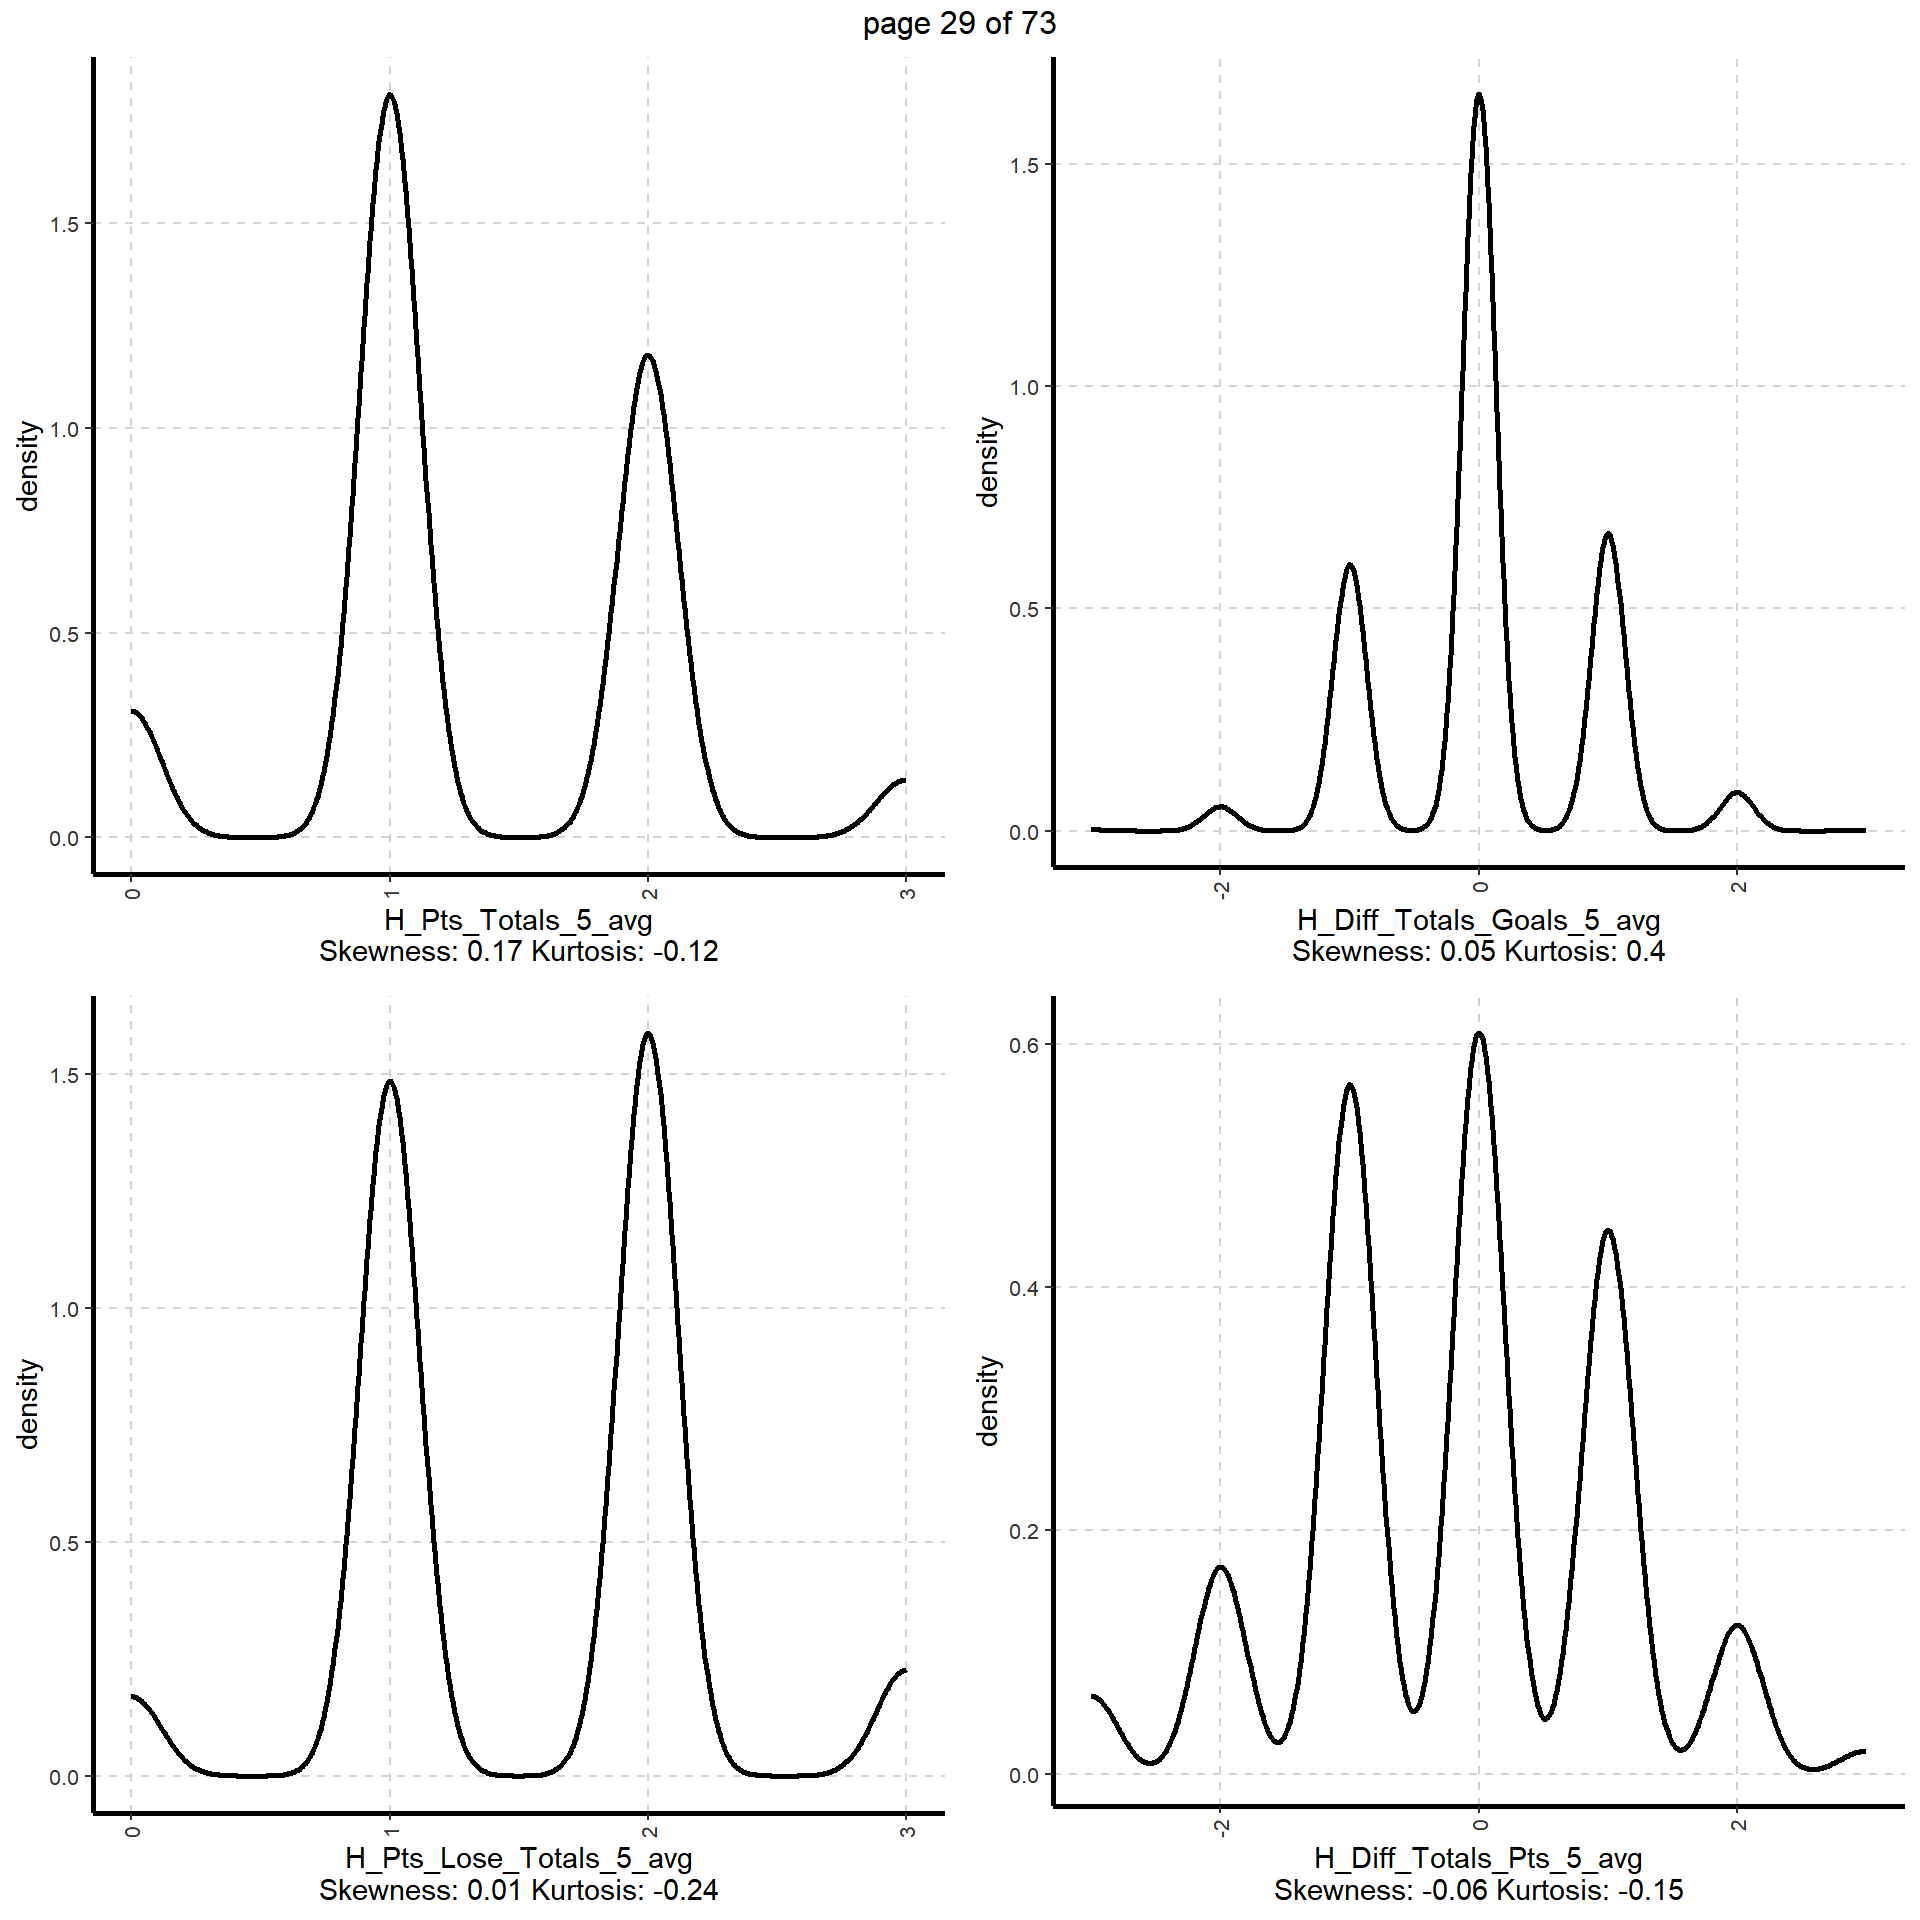 page 29 of 73
density
1.5
1.0
0.5
0.0
0
1
2
3
H_Pts_Totals_5_avg
Skewness: 0.17 Kurtosis: -0.12
density
1.5
1.0
0.5
0.0
-2
0
2
H_Diff_Totals_Goals_5_avg
Skewness: 0.05 Kurtosis: 0.4
density
1.5
1.0
0.5
0.0
0
1
2
3
H_Pts_Lose_Totals_5_avg
Skewness: 0.01 Kurtosis: -0.24
density
0.6
0.4
0.2
0.0
-2
0
2
H_Diff_Totals_Pts_5_avg
Skewness: -0.06 Kurtosis: -0.15